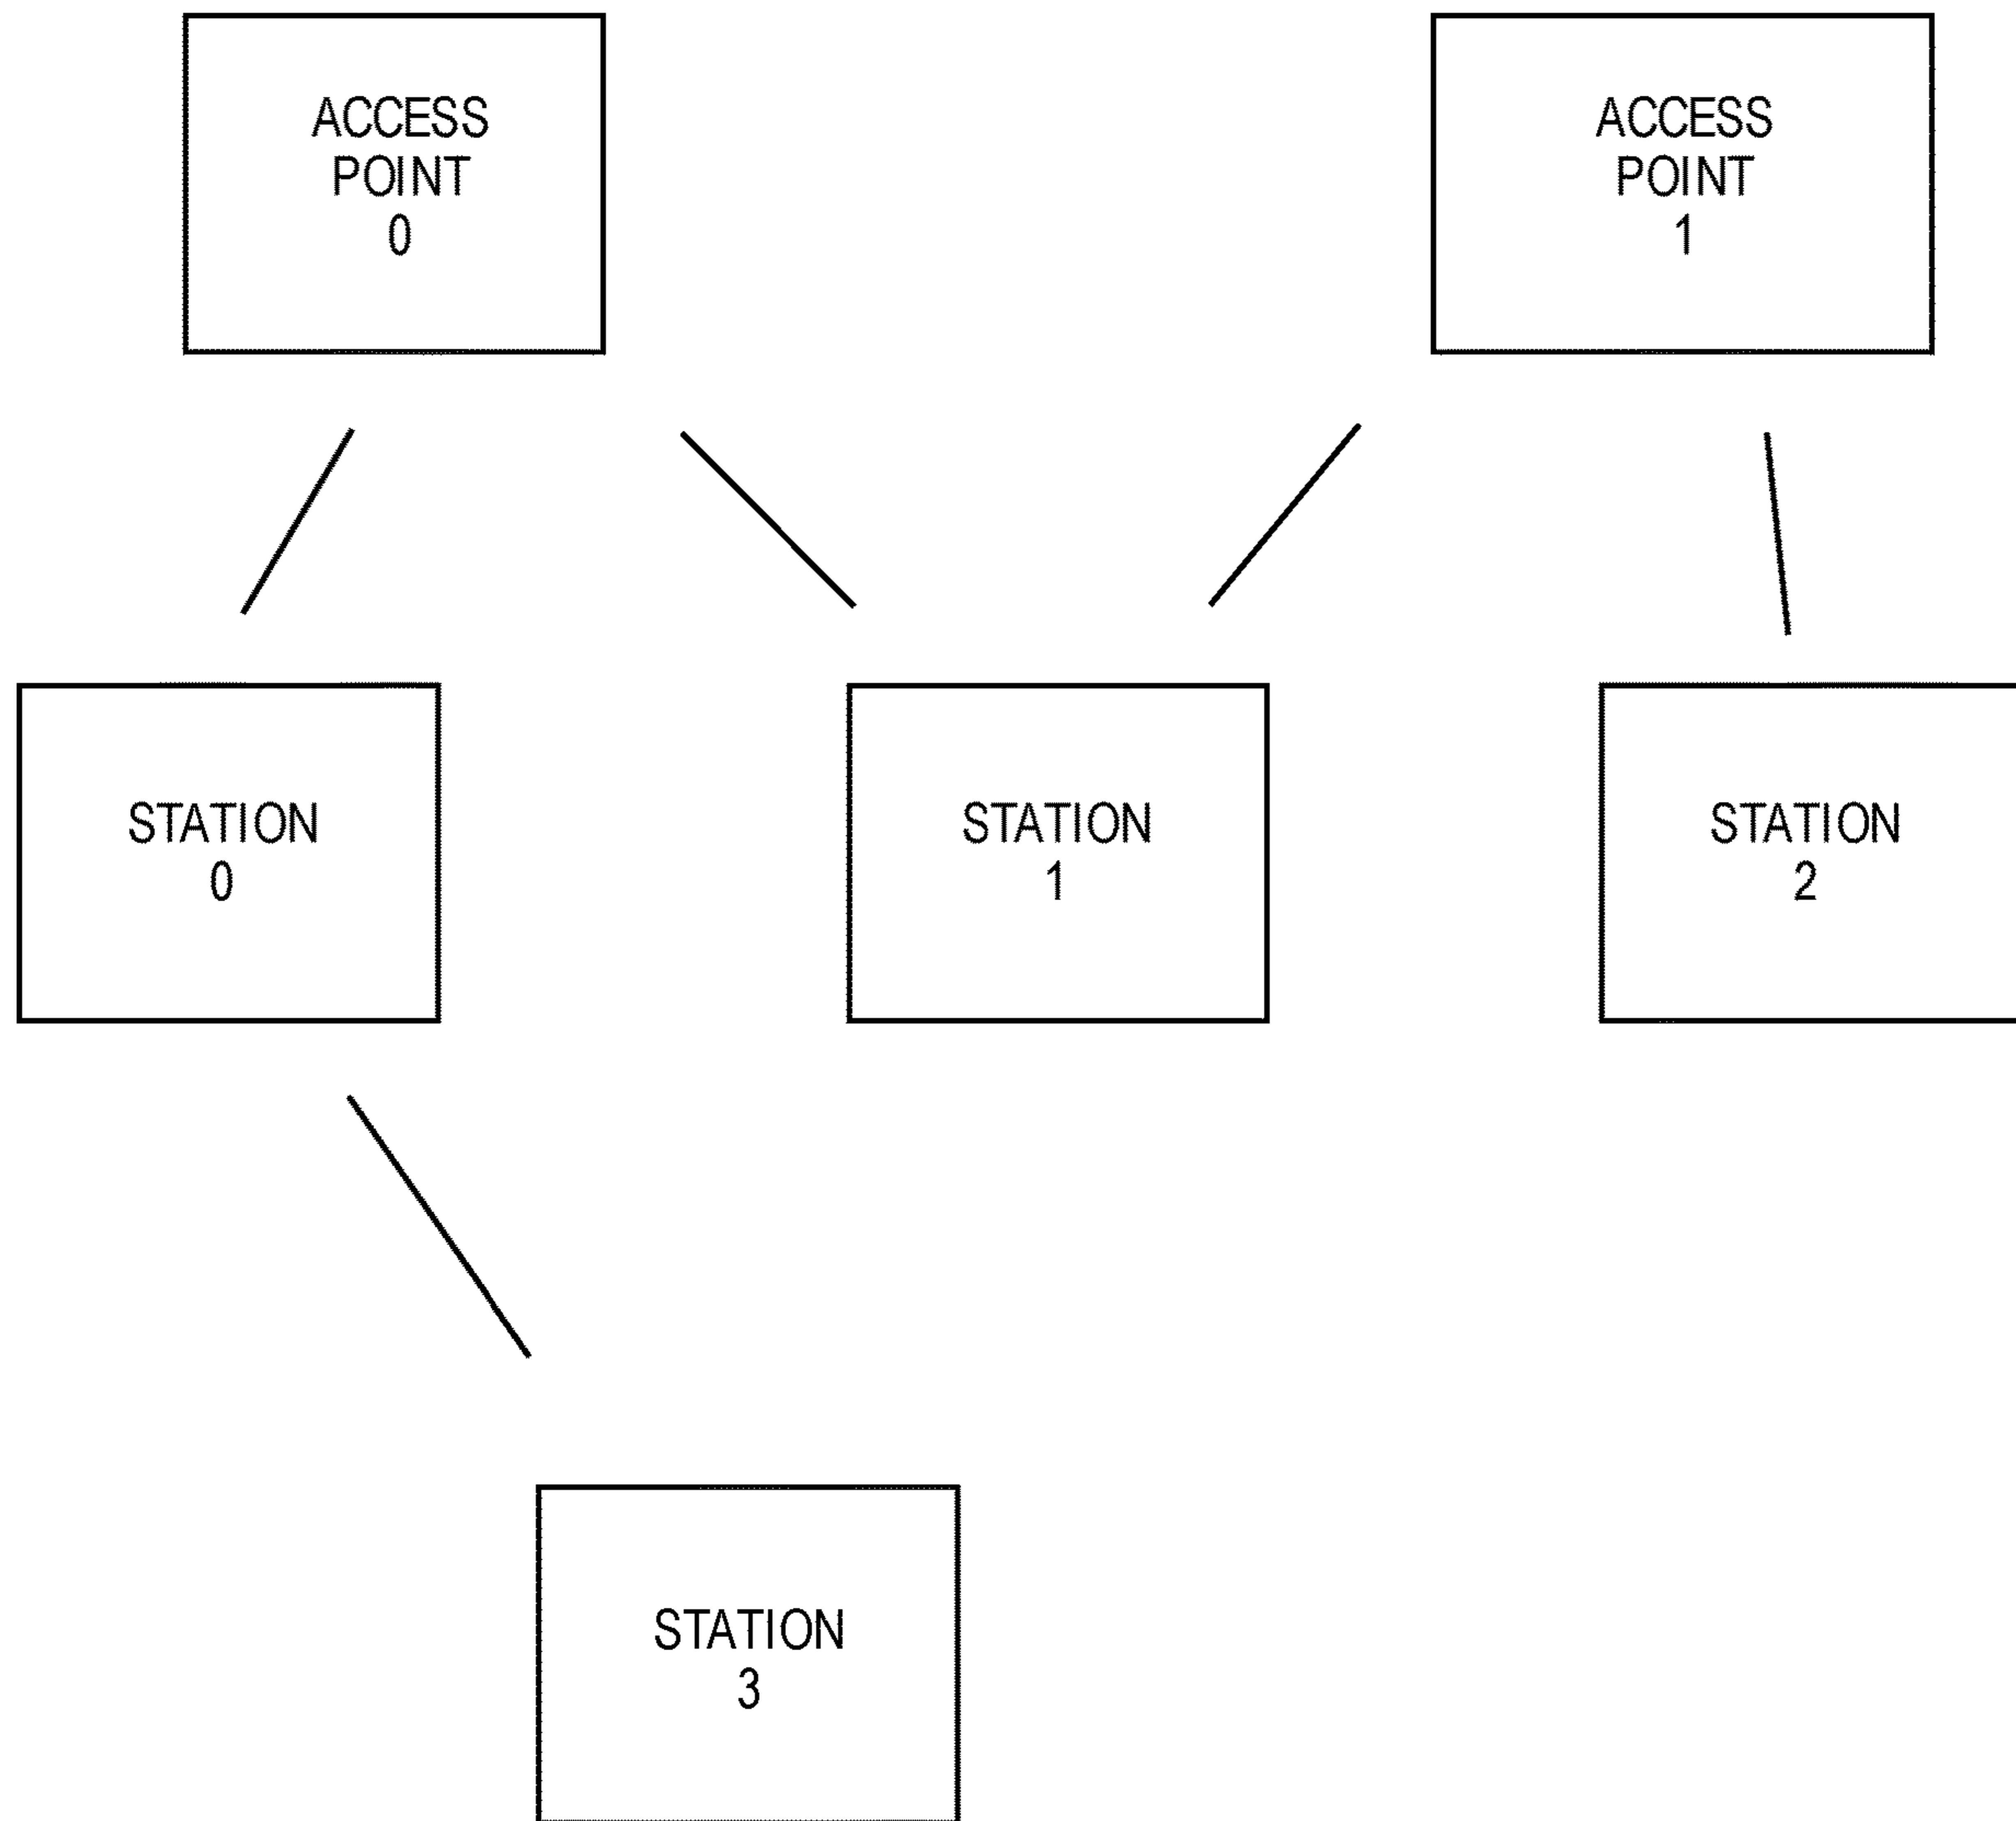 ACCESS
POINT
0
ACCESS
POINT
1
STATION
0
STATION
1
STATION
2
STATION
3